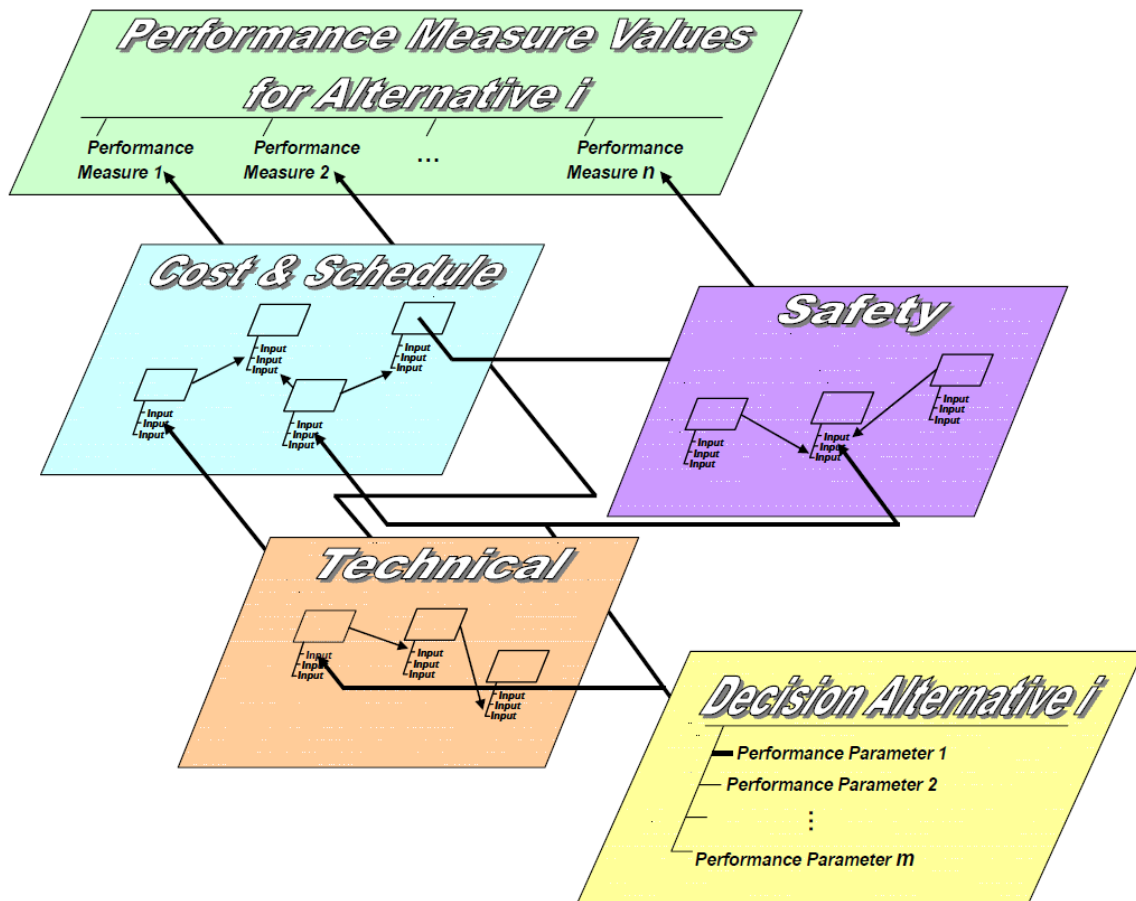 Performance Measure Values
for Alternative i
Performance
Measure 1
Performance
Measure 2
...
Performance
Measure n
Cost & Schedule
Input
Input
Input
Input
Input
Input
Input
Input
Input
Input
Input
Input
Safety
Input
Input
Input
Input
Input
Input
Input
Input
Input
Technical
Input
Input
Input
Input
Input
Input
Input
Input
Input
Decision Alternative i
Performance Parameter 1
Performance Parameter 2
⋮
Performance Parameter m